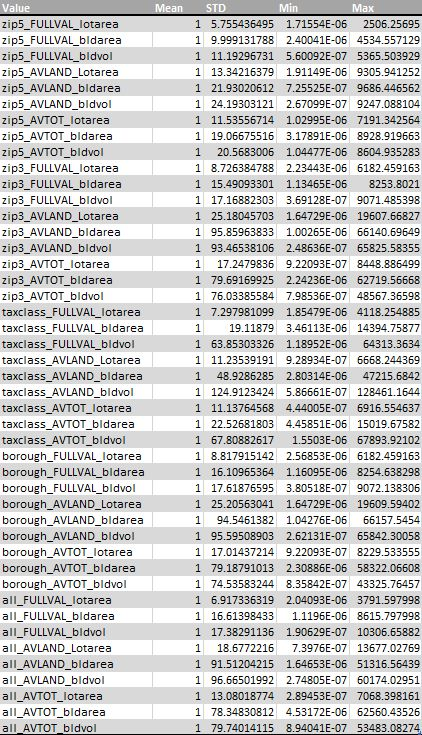 Value Mean STD Min Max
zip5_FULLVAL_lotarea 1 5.755436495 1.71554E-06 2506.25695
zip5_FULLVAL_bldarea 1 9.999131788 2.40041E-06 4534.557129
zip5_FULLVAL_bldvol 1 11.19296731 5.60092E-07 5365.503929
zip5_AVLAND_Lotarea 1 13.34216379 1.91149E-06 9305.941252
zip5_AVLAND_bldarea 1 21.93020612 7.25525E-07 9686.446562
zip5_AVLAND_bldvol 1 24.19303121 2.67099E-07 9247.088104
zip5_AVTOT_lotarea 1 11.53556714 1.02995E-06 7191.342564
zip5_AVTOT_bldarea 1 19.06675516 3.17891E-06 8928.919663
zip5_AVTOT_bldvol 1 20.5683006 1.04477E-06 8604.935283
zip3_FULLVAL_lotarea 1 8.726384788 2.23443E-06 6182.459163
zip3_FULLVAL_bldarea 1 15.49093301 1.13465E-06 8253.8021
zip3_FULLVAL_bldvol 1 17.16882303 3.69128E-07 9071.485398
zip3_AVLAND_Lotarea 1 25.18045703 1.64729E-06 19607.66827
zip3_AVLAND_bldarea 1 95.85963833 1.00265E-06 66140.69649
zip3_AVLAND_bldvol 1 93.46538106 2.48636E-07 65825.58355
zip3_AVTOT_lotarea 1 17.2479836 9.22093E-07 8448.886499
zip3_AVTOT_bldarea 1 79.69169925 2.24236E-06 62719.56668
zip3_AVTOT_bldvol 1 76.03385584 7.98536E-07 48567.36598
taxclass_FULLVAL_lotarea 1 7.297981099 1.85479E-06 4118.254885
taxclass_FULLVAL_bldarea 1 19.11879 3.46113E-06 14394.75877
taxclass_FULLVAL_bldvol 1 63.85303326 1.18952E-06 64313.3634
taxclass_AVLAND_Lotarea 1 11.23539191 9.28934E-07 6668.244369
taxclass_AVLAND_bldarea 1 48.9286285 2.80314E-06 47215.6842
taxclass_AVLAND_bldvol 1 124.9123424 5.86661E-07 128461.1644
taxclass_AVTOT_lotarea 1 11.13764568 4.44005E-07 6916.554637
taxclass_AVTOT_bldarea 1 22.52681803 4.45851E-06 15019.67582
taxclass_AVTOT_bldvol 1 67.80882617 1.5503E-06 67893.92102
borough_FULLVAL_lotarea 1 8.817915142 2.56853E-06 6182.459163
borough_FULLVAL_bldarea 1 16.10965364 1.16095E-06 8254.638298
borough_FULLVAL_bldvol 1 17.61876595 3.80518E-07 9072.138306
borough_AVLAND_Lotarea 1 25.20563041 1.64729E-06 19609.59402
borough_AVLAND_bldarea 1 94.5461382 1.04276E-06 66157.5454
borough_AVLAND_bldvol 1 95.59508903 2.62131E-07 65842.30058
borough_AVTOT_lotarea 1 17.01437214 9.22093E-07 8229.533555
borough_AVTOT_bldarea 1 79.18791013 2.30886E-06 58322.06608
borough_AVTOT_bldvol 1 74.53583244 8.35842E-07 43325.76457
all_FULLVAL_lotarea 1 6.917336319 2.04093E-06 3791.597998
all_FULLVAL_bldarea 1 16.61398433 1.1196E-06 8615.797998
all_FULLVAL_bldvol 1 17.38291136 1.90629E-07 10306.65882
all_AVLAND_Lotarea 1 18.6772216 7.3976E-07 13677.02769
all_AVLAND_bldarea 1 91.51204215 1.64653E-06 51316.56439
all_AVLAND_bldvol 1 96.66501992 2.74805E-07 60174.02951
all_AVTOT_lotarea 1 13.08018774 2.89453E-07 7068.398161
all_AVTOT_bldarea 1 78.34830812 4.53172E-06 62560.43526
all_AVTOT_bldvol 1 79.74014115 8.94041E-07 53483.08274